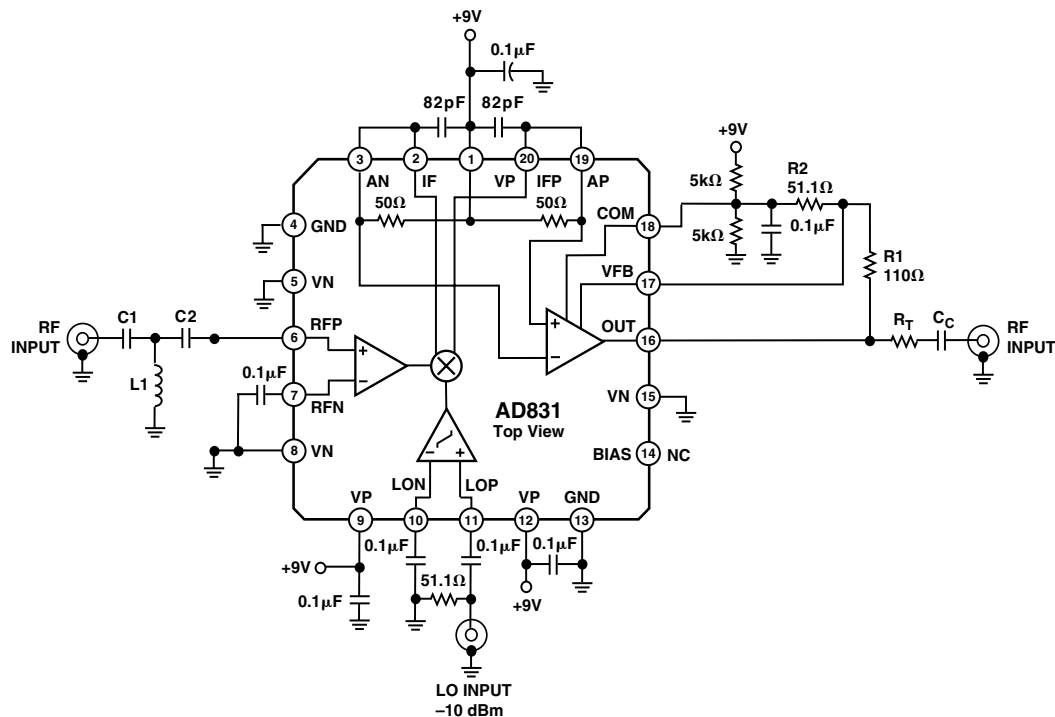 +9V
0.1µF
82pF 82pF
3 2 1 20 19
AN IF VP IFP AP
50Ω 50Ω
+9V
5kΩ
R2
51.1Ω
COM
18
5kΩ
0.1µF
4 GND
VFB
17
R1
110Ω
5 VN
C1 C2
RF
INPUT
6
RFP
OUT
16
RT CC
RF
INPUT
L1
0.1µF
7
RFN
+
−
+
−
VN
15
AD831
Top View
8 VN
BIAS
14
NC
− +
LON LOP
VP VP GND
9 10 11 12 13
0.1µF 0.1µF 0.1µF
+9V
51.1Ω
+9V
0.1µF
LO INPUT
–10 dBm